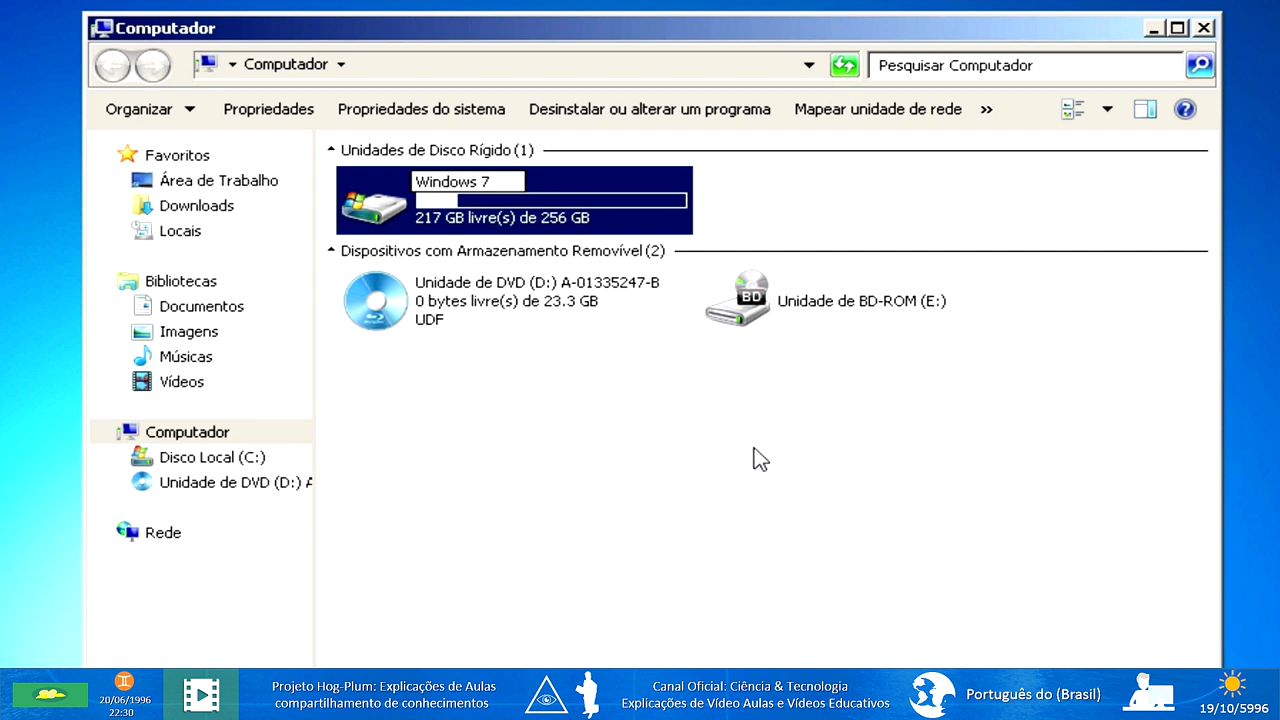 Computador
Computador
Pesquisar Computador
Organizar
Propriedades
Propriedades do sistema
Desinstalar ou alterar um programa
Mapear unidade de rede
»
Favoritos
Área de Trabalho
Downloads
Locais
Bibliotecas
Documentos
Imagens
Músicas
Vídeos
Computador
Disco Local (C:)
Unidade de DVD (D:) A
Rede
Unidades de Disco Rígido (1)
Windows 7
217 GB livre(s) de 256 GB
Dispositivos com Armazenamento Removível (2)
Unidade de DVD (D:) A-01335247-B
0 bytes livre(s) de 23.3 GB
UDF
BD
Unidade de BD-ROM (E:)
20/06/1996
22:30
Projeto Hog-Plum: Explicações de Aulas
compartilhamento de conhecimentos
Canal Oficial: Ciência & Tecnologia
Explicações de Vídeo Aulas e Vídeos Educativos
Português do (Brasil)
19/10/5996